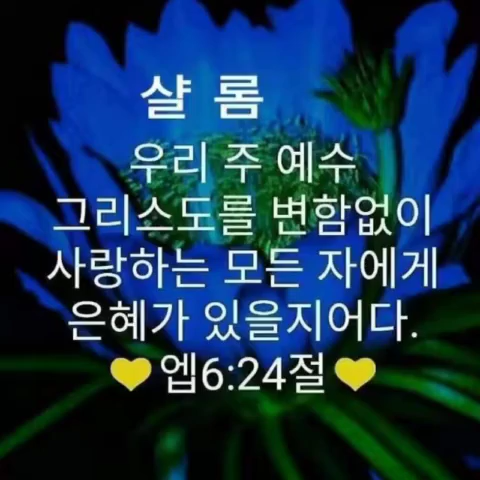 샬 롬
우리 주 예수
그리스도를 변함없이
사랑하는 모든 자에게
은혜가 있을지어다.
💛엡6:24절💛